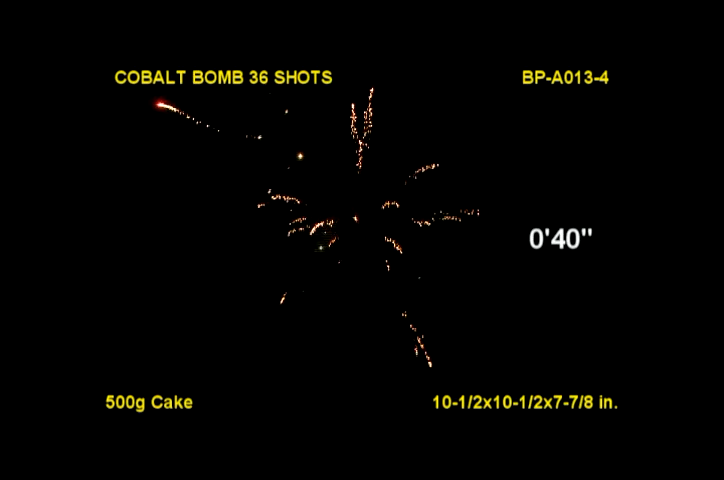 COBALT BOMB 36 SHOTS
BP-A013-4
0'40"
500g Cake
10-1/2x10-1/2x7-7/8 in.